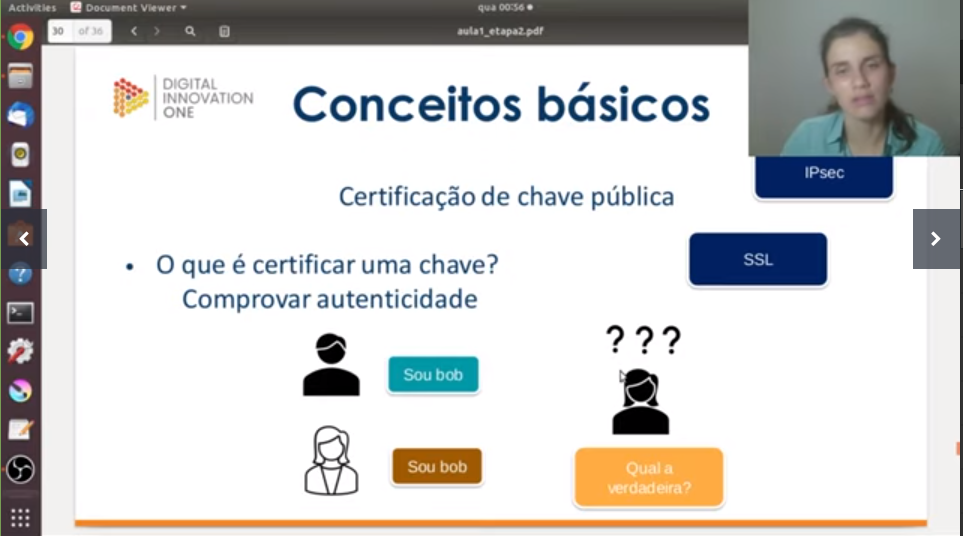 Activities
Document Viewer
qua 00:56
30
of 36
aula1_etapa2.pdf
DIGITAL
INNOVATION
ONE
Conceitos básicos
IPsec
Certificação de chave pública
SSL
• O que é certificar uma chave?
Comprovar autenticidade
? ? ?
Sou bob
Sou bob
Qual a
verdadeira?